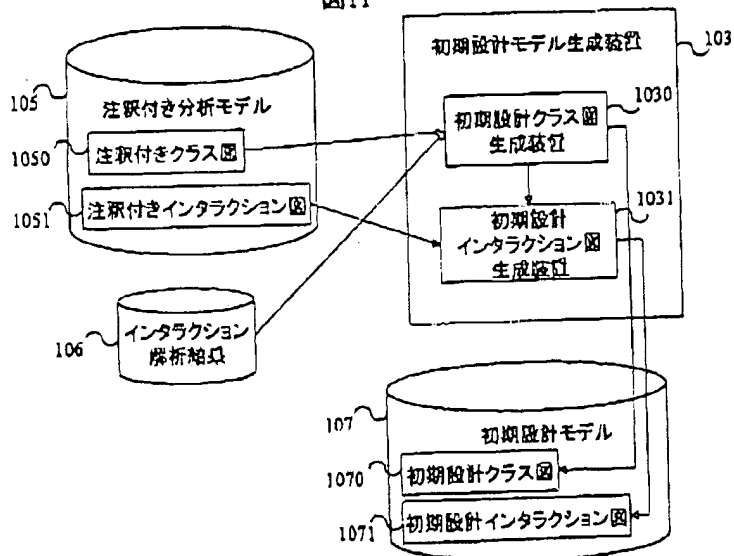 図11
初期設計モデル生成装置
103
105
注釈付き分析モデル
1030
初期設計クラス図
生成装置
1050
注釈付きクラス図
1051
注釈付きインタラクション図
1031
初期設計
インタラクション図
生成装置
106
インタラクション
解析結果
107
初期設計モデル
1070
初期設計クラス図
1071
初期設計インタラクション図